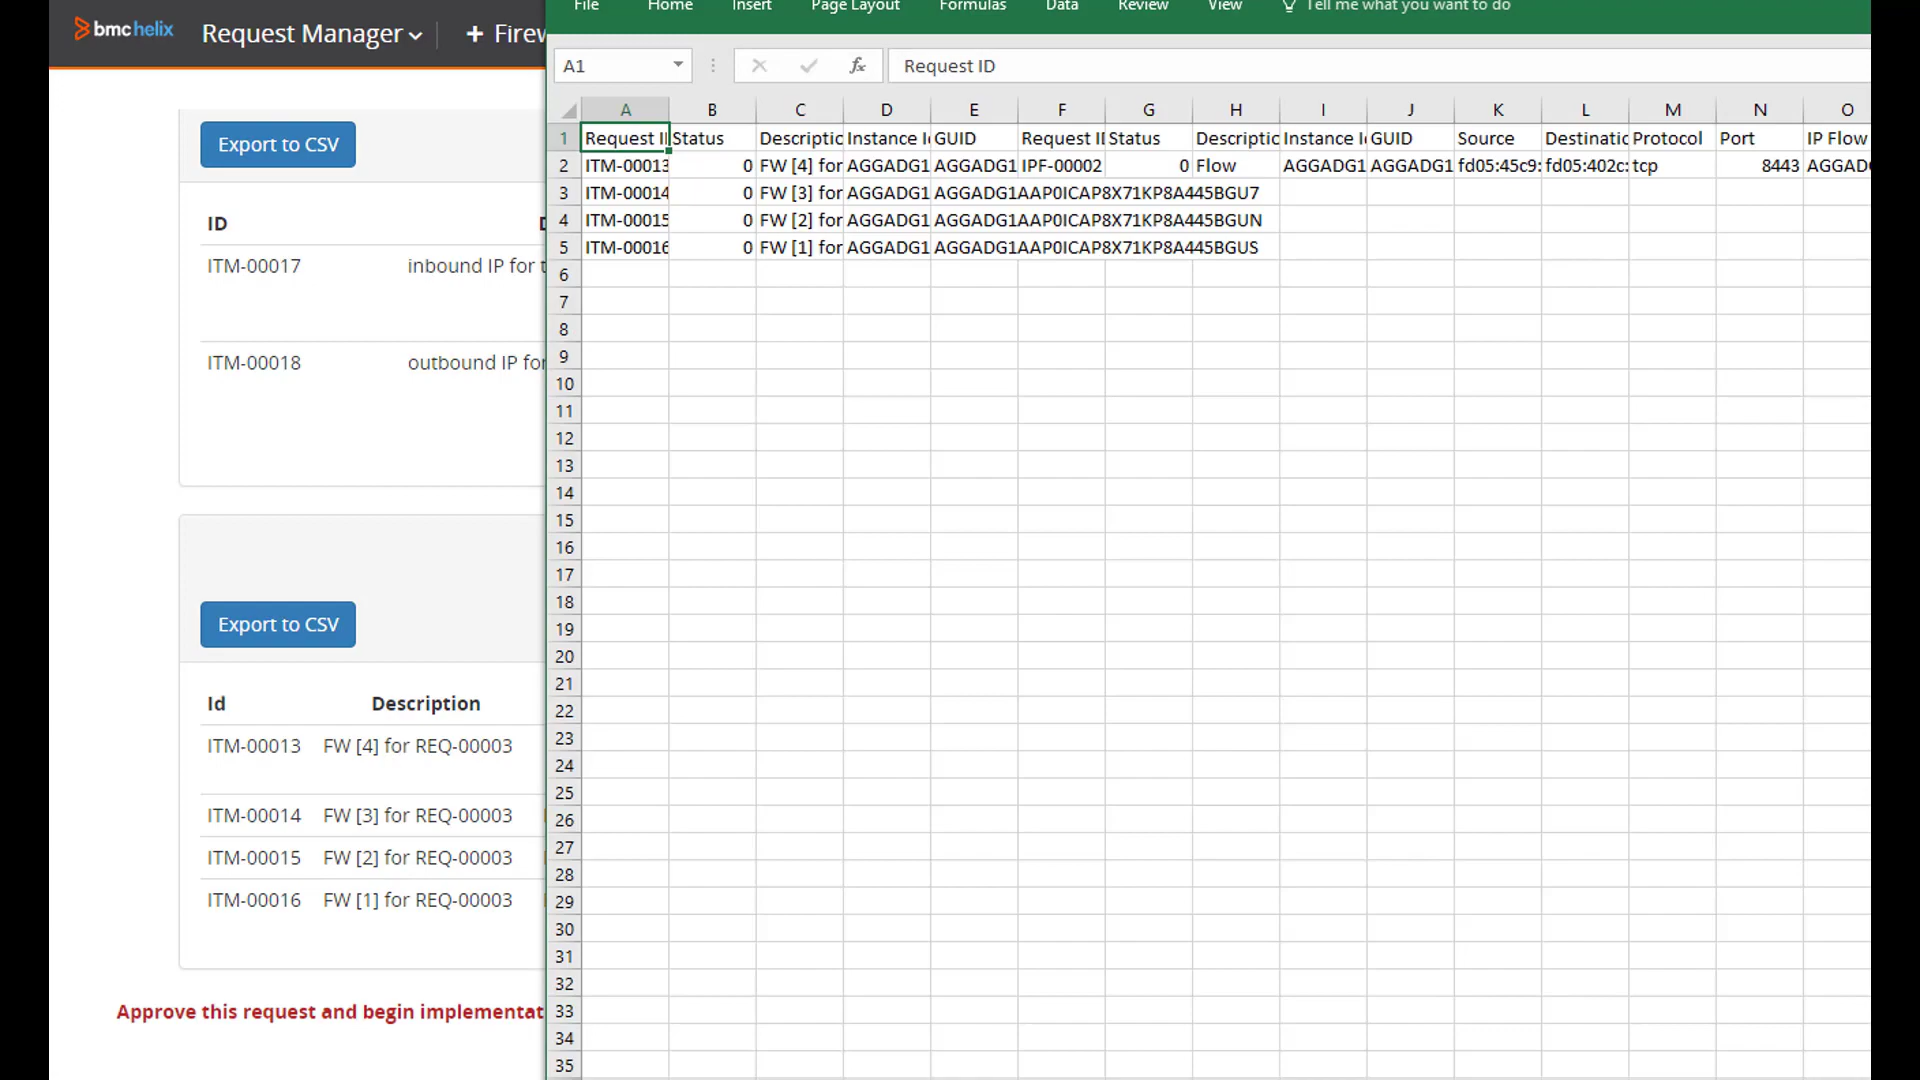 bmc helix Request Manager + Firew
Export to CSV
ID
ITM-00017 inbound IP for t
ITM-00018 outbound IP for
Export to CSV
Id Description
ITM-00013 FW [4] for REQ-00003
ITM-00014 FW [3] for REQ-00003
ITM-00015 FW [2] for REQ-00003
ITM-00016 FW [1] for REQ-00003
Approve this request and begin implementat
File Home Insert Page Layout Formulas Data Review View Tell me what you want to do
A1 fx Request ID
A B C D E F G H I J K L M N O
1 Request I Status Descriptic Instance Ic GUID Request II Status Descriptic Instance Ic GUID Source Destinatic Protocol Port IP Flow
2 ITM-00013 0 FW [4] for AGGADG1 AGGADG1 IPF-00002 0 Flow AGGADG1 AGGADG1 fd05:45c9: fd05:402c: tcp 8443 AGGAD
3 ITM-00014 0 FW [3] for AGGADG1 AGGADG1AAP0ICAP8X71KP8A445BGU7
4 ITM-00015 0 FW [2] for AGGADG1 AGGADG1AAP0ICAP8X71KP8A445BGUN
5 ITM-00016 0 FW [1] for AGGADG1 AGGADG1AAP0ICAP8X71KP8A445BGUS
6
7
8
9
10
11
12
13
14
15
16
17
18
19
20
21
22
23
24
25
26
27
28
29
30
31
32
33
34
35